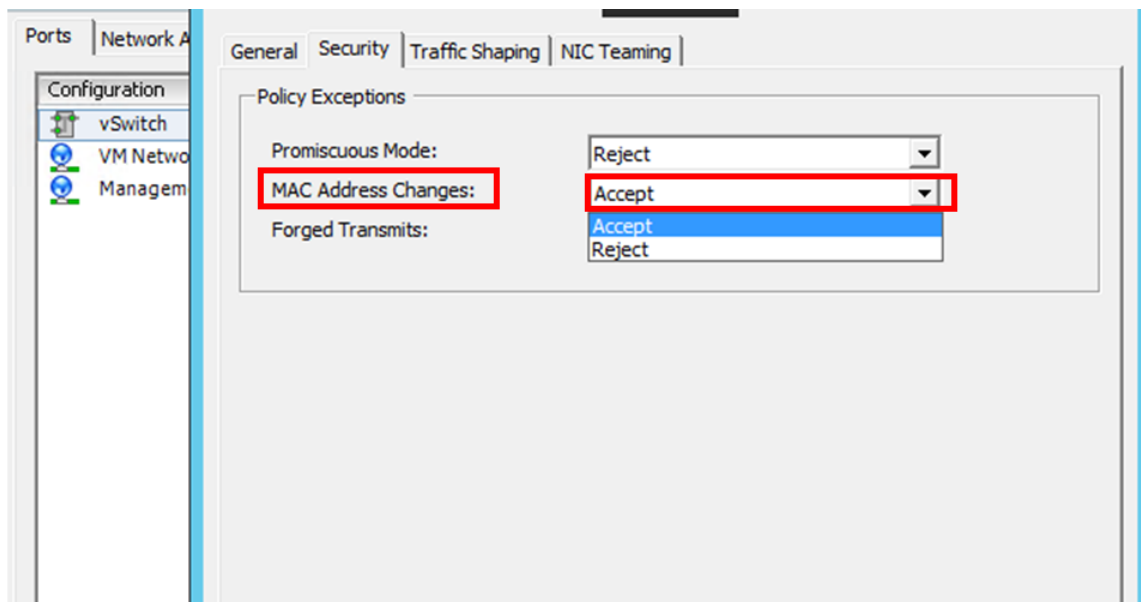 Ports
Network A
Configuration
vSwitch
VM Netwo
Managem
General Security Traffic Shaping NIC Teaming
Policy Exceptions
Promiscuous Mode: Reject
MAC Address Changes: Accept
Forged Transmits: Accept
Reject